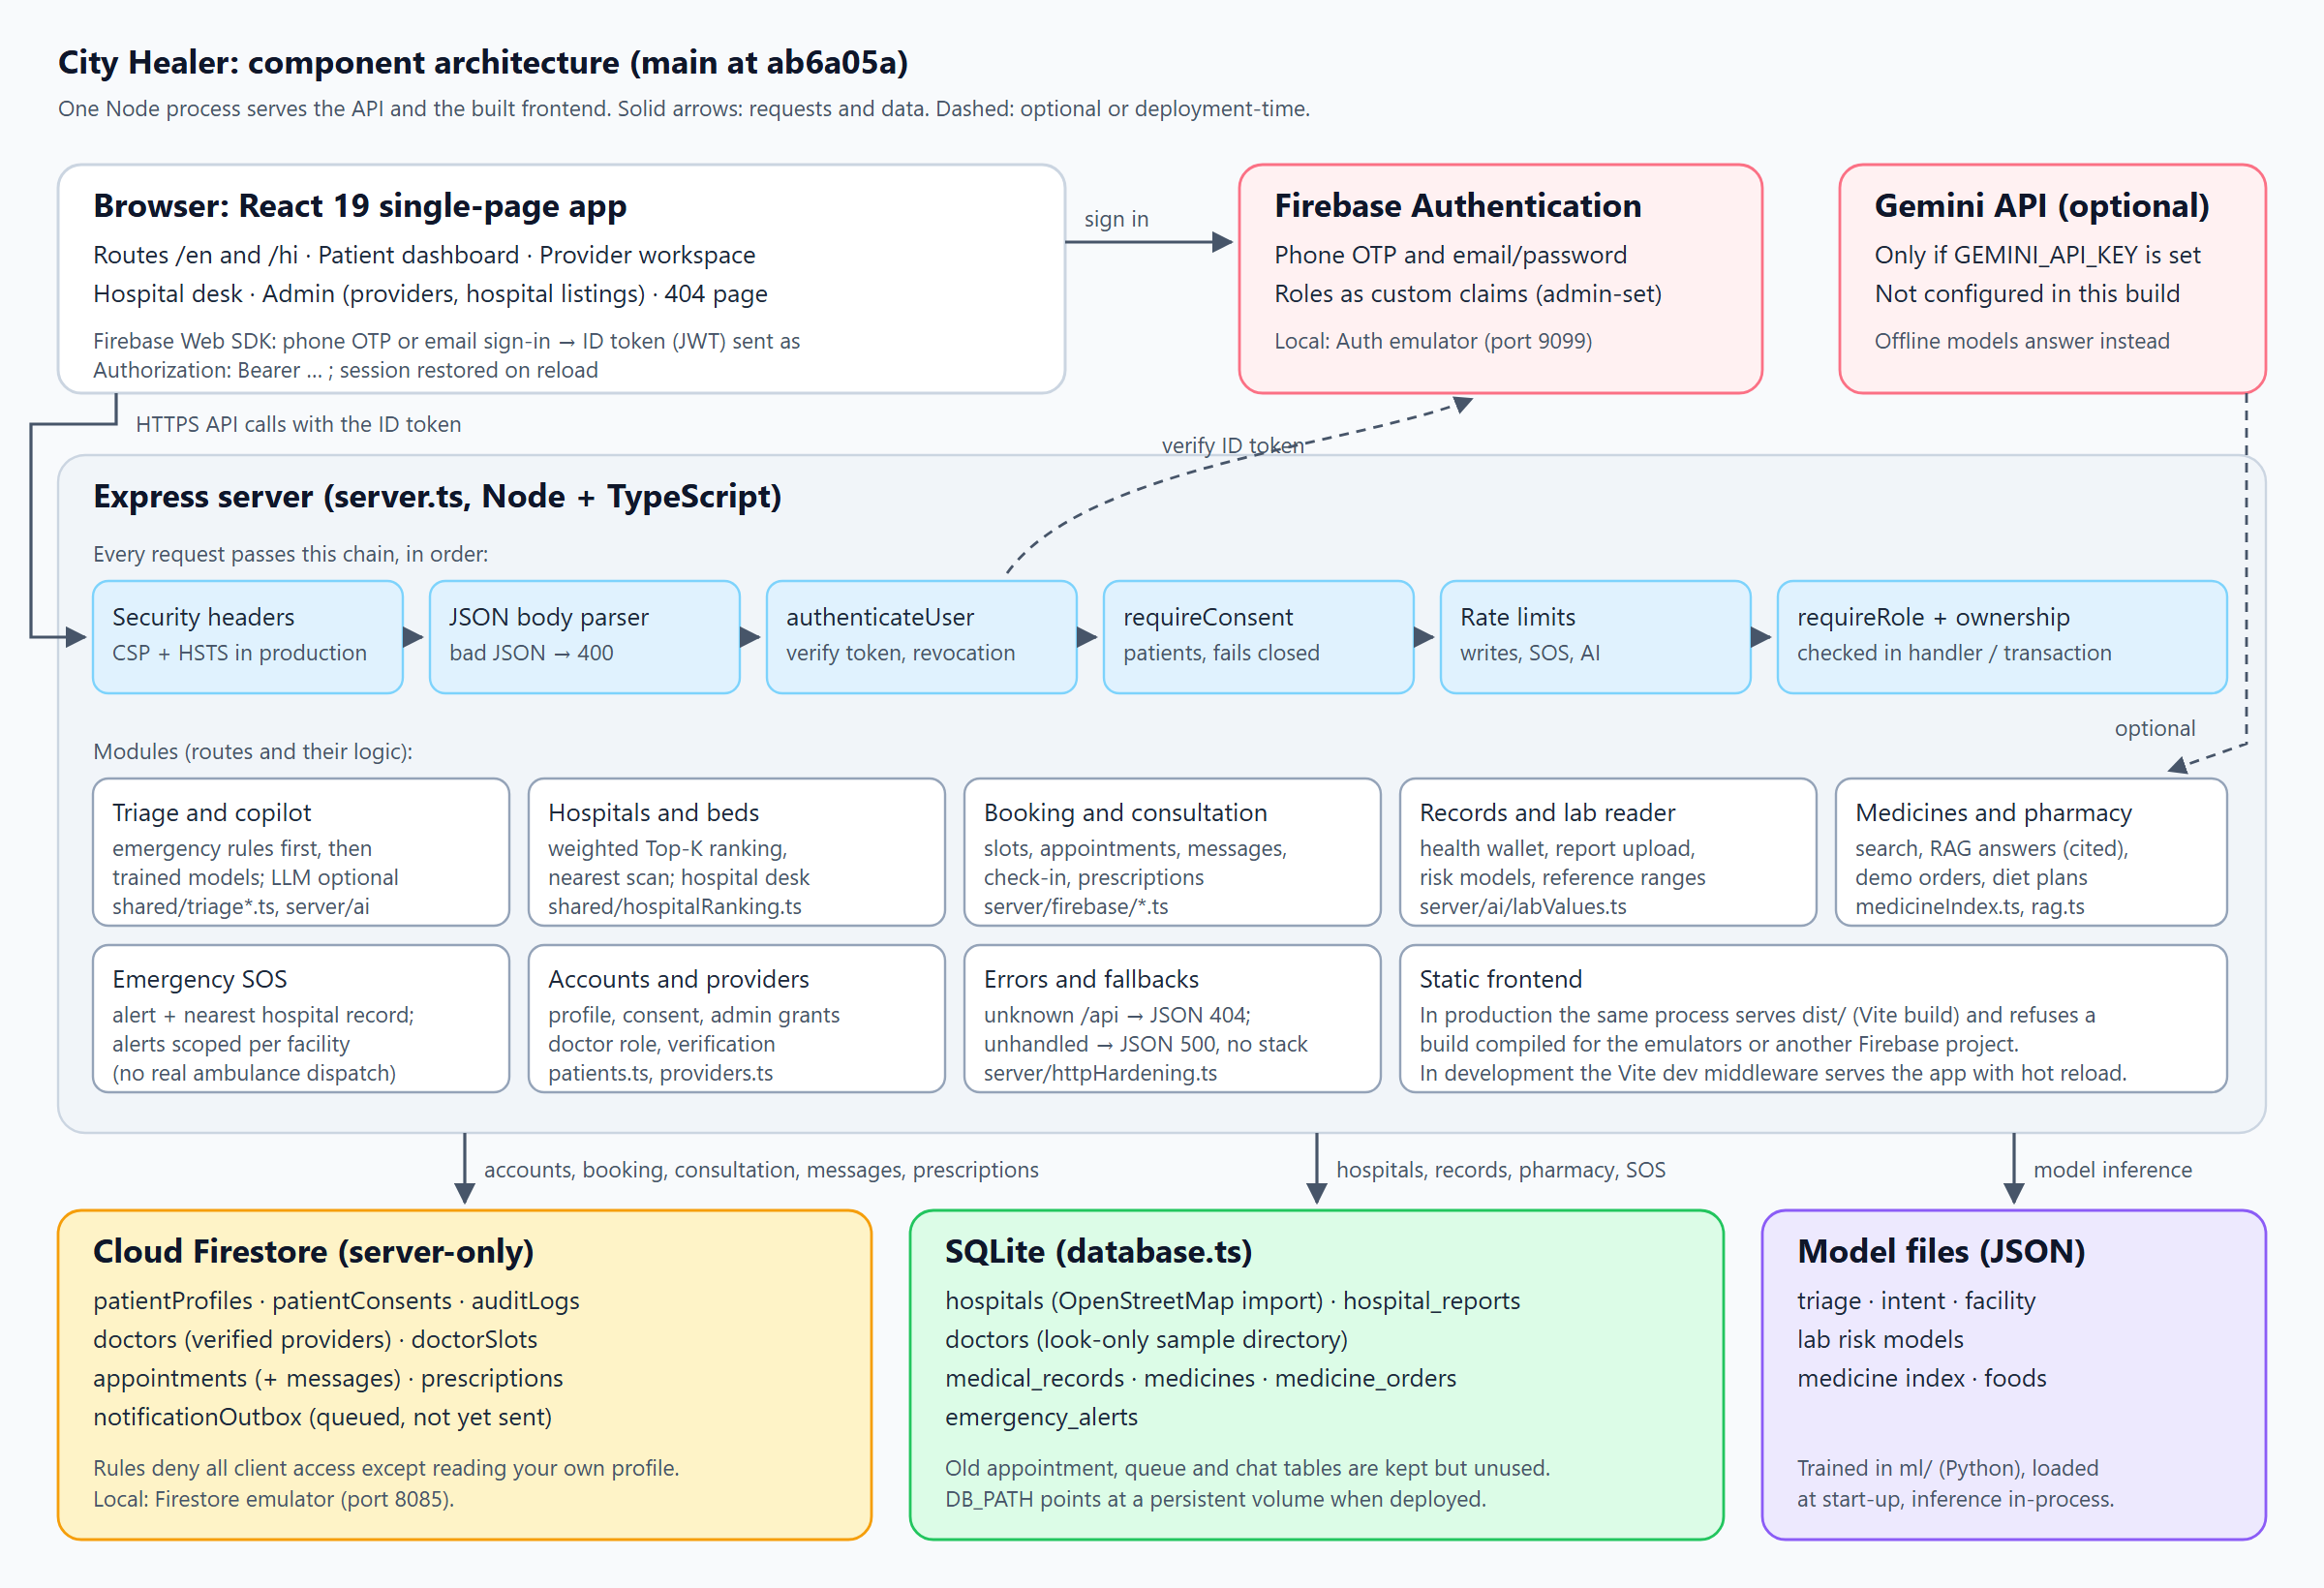 City Healer: component architecture (main at ab6a05a)
One Node process serves the API and the built frontend. Solid arrows: requests and data. Dashed: optional or deployment-time.
Browser: React 19 single-page app
Routes /en and /hi · Patient dashboard · Provider workspace
Hospital desk · Admin (providers, hospital listings) · 404 page
Firebase Web SDK: phone OTP or email sign-in → ID token (JWT) sent as
Authorization: Bearer ... ; session restored on reload
sign in
Firebase Authentication
Phone OTP and email/password
Roles as custom claims (admin-set)
Local: Auth emulator (port 9099)
Gemini API (optional)
Only if GEMINI_API_KEY is set
Not configured in this build
Offline models answer instead
HTTPS API calls with the ID token
verify ID token
Express server (server.ts, Node + TypeScript)
Every request passes this chain, in order:
Security headers
CSP + HSTS in production
JSON body parser
bad JSON → 400
authenticateUser
verify token, revocation
requireConsent
patients, fails closed
Rate limits
writes, SOS, AI
requireRole + ownership
checked in handler / transaction
optional
Modules (routes and their logic):
Triage and copilot
emergency rules first, then
trained models; LLM optional
shared/triage*.ts, server/ai
Hospitals and beds
weighted Top-K ranking,
nearest scan; hospital desk
shared/hospitalRanking.ts
Booking and consultation
slots, appointments, messages,
check-in, prescriptions
server/firebase/*.ts
Records and lab reader
health wallet, report upload,
risk models, reference ranges
server/ai/labValues.ts
Medicines and pharmacy
search, RAG answers (cited),
demo orders, diet plans
medicineIndex.ts, rag.ts
Emergency SOS
alert + nearest hospital record;
alerts scoped per facility
(no real ambulance dispatch)
Accounts and providers
profile, consent, admin grants
doctor role, verification
patients.ts, providers.ts
Errors and fallbacks
unknown /api → JSON 404;
unhandled → JSON 500, no stack
server/httpHardening.ts
Static frontend
In production the same process serves dist/ (Vite build) and refuses a
build compiled for the emulators or another Firebase project.
In development the Vite dev middleware serves the app with hot reload.
accounts, booking, consultation, messages, prescriptions
hospitals, records, pharmacy, SOS
model inference
Cloud Firestore (server-only)
patientProfiles · patientConsents · auditLogs
doctors (verified providers) · doctorSlots
appointments (+ messages) · prescriptions
notificationOutbox (queued, not yet sent)
Rules deny all client access except reading your own profile.
Local: Firestore emulator (port 8085).
SQLite (database.ts)
hospitals (OpenStreetMap import) · hospital_reports
doctors (look-only sample directory)
medical_records · medicines · medicine_orders
emergency_alerts
Old appointment, queue and chat tables are kept but unused.
DB_PATH points at a persistent volume when deployed.
Model files (JSON)
triage · intent · facility
lab risk models
medicine index · foods
Trained in ml/ (Python), loaded
at start-up, inference in-process.